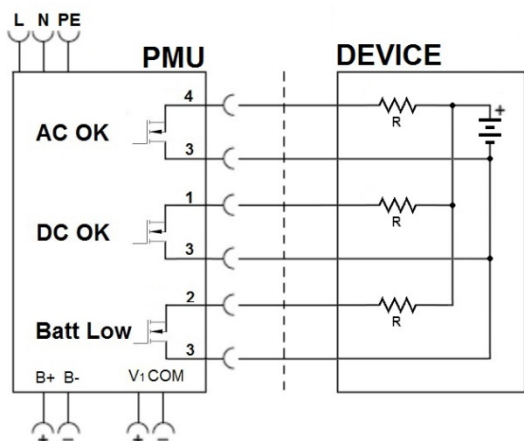 L N PE
PMU
DEVICE
4
AC OK
R
+
3
1
DC OK
R
3
2
Batt Low
R
3
B+ B- V1 COM
+ − + −